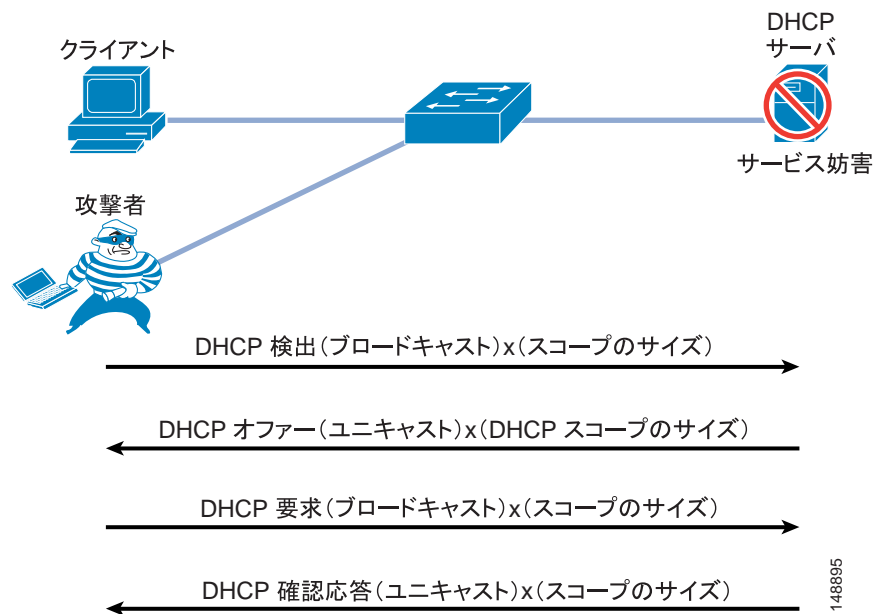 クライアント
DHCP
サーバ
サービス妨害
攻撃者
DHCP 検出(ブロードキャスト)x(スコープのサイズ)
DHCP オファー(ユニキャスト)x(DHCP スコープのサイズ)
DHCP 要求(ブロードキャスト)x(スコープのサイズ)
DHCP 確認応答(ユニキャスト)x(スコープのサイズ)
148895